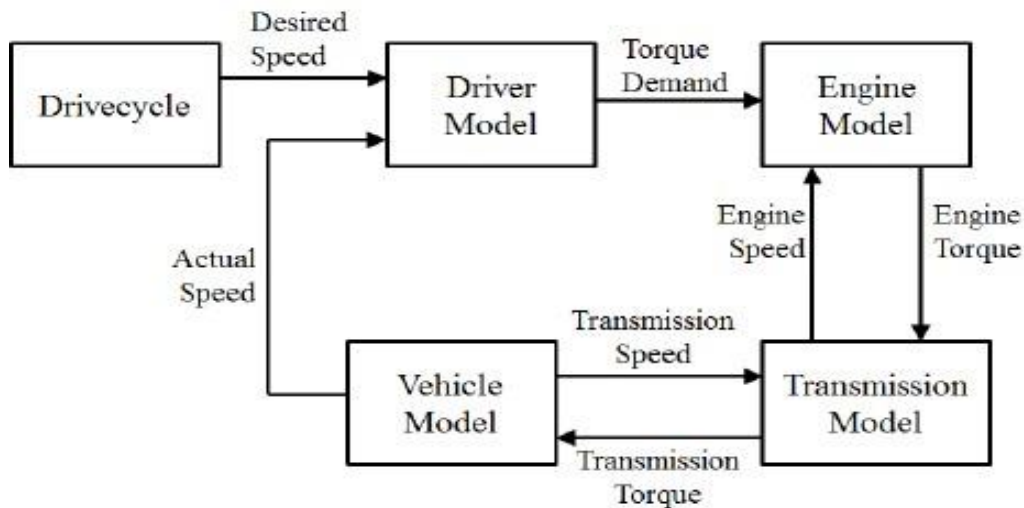 Desired
Speed
Drivecycle
Driver
Model
Torque
Demand
Engine
Model
Actual
Speed
Engine
Speed
Engine
Torque
Vehicle
Model
Transmission
Speed
Transmission
Torque
Transmission
Model